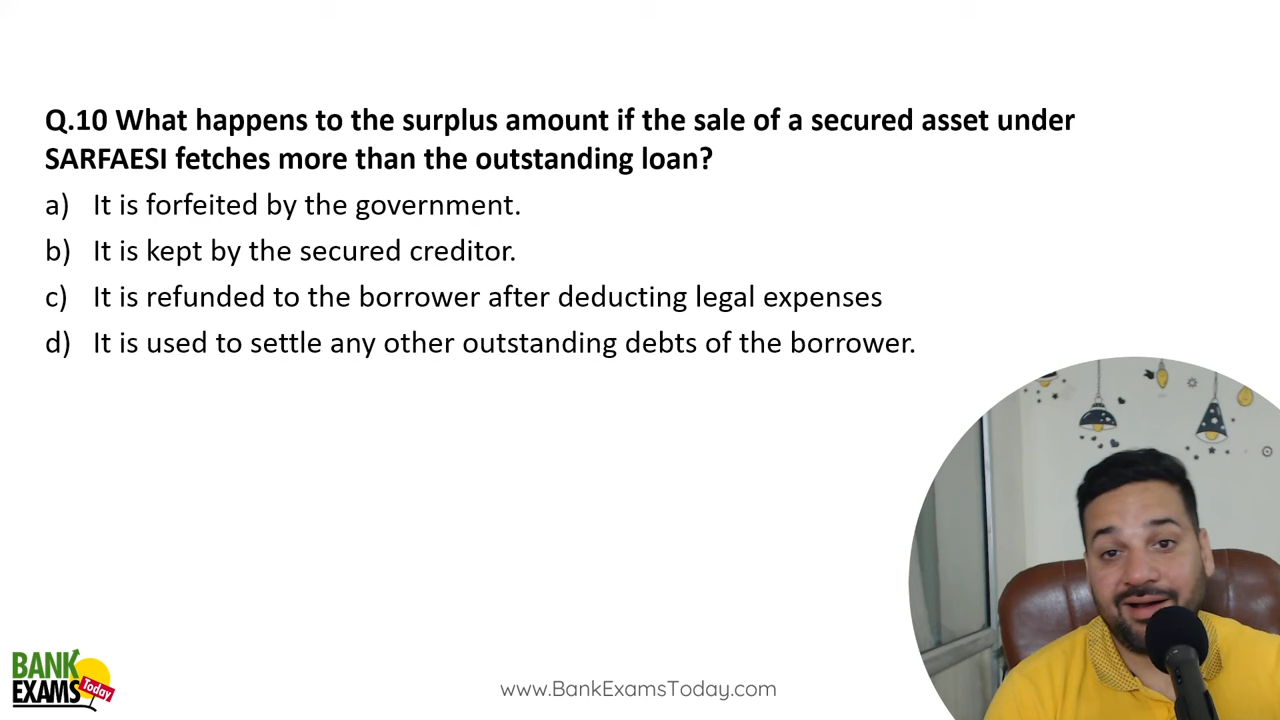 Q.10 What happens to the surplus amount if the sale of a secured asset under
SARFAESI fetches more than the outstanding loan?
a) It is forfeited by the government.
b) It is kept by the secured creditor.
c) It is refunded to the borrower after deducting legal expenses
d) It is used to settle any other outstanding debts of the borrower.
BANK
EXAMS Today
www.BankExamsToday.com